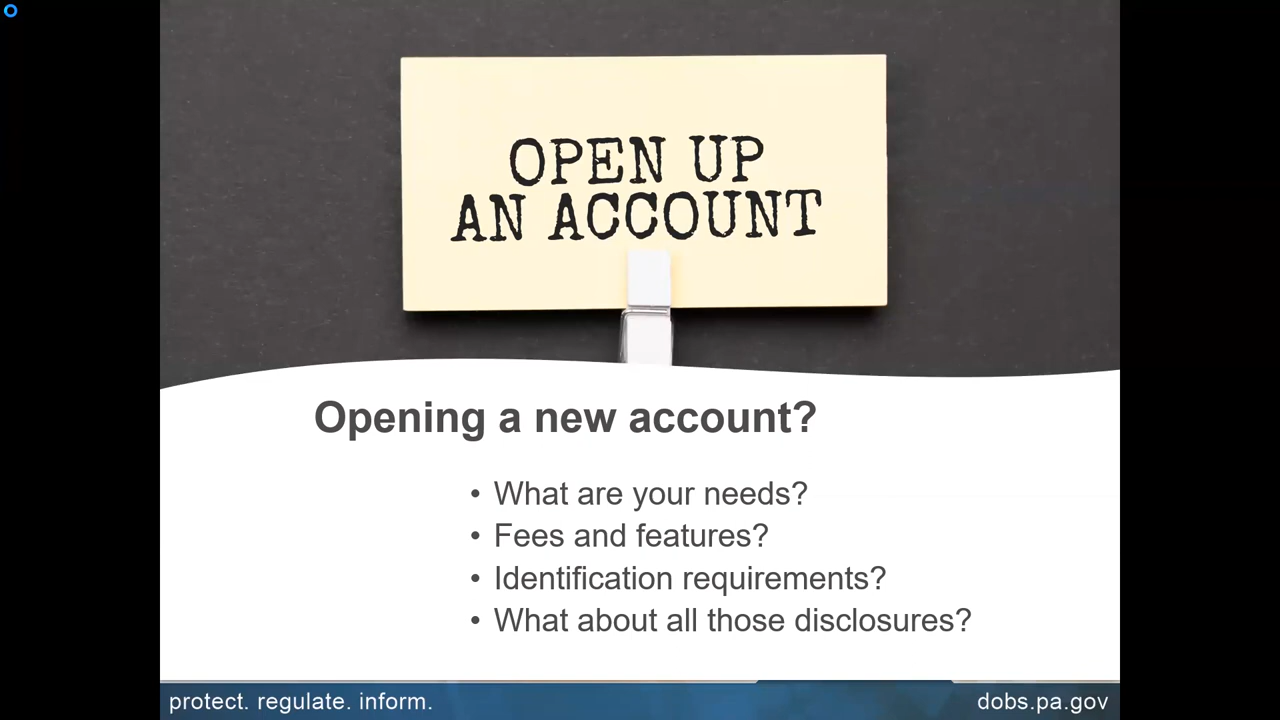 OPEN UP
AN ACCOUNT
Opening a new account?
• What are your needs?
• Fees and features?
• Identification requirements?
• What about all those disclosures?
protect. regulate. inform.
dobs.pa.gov